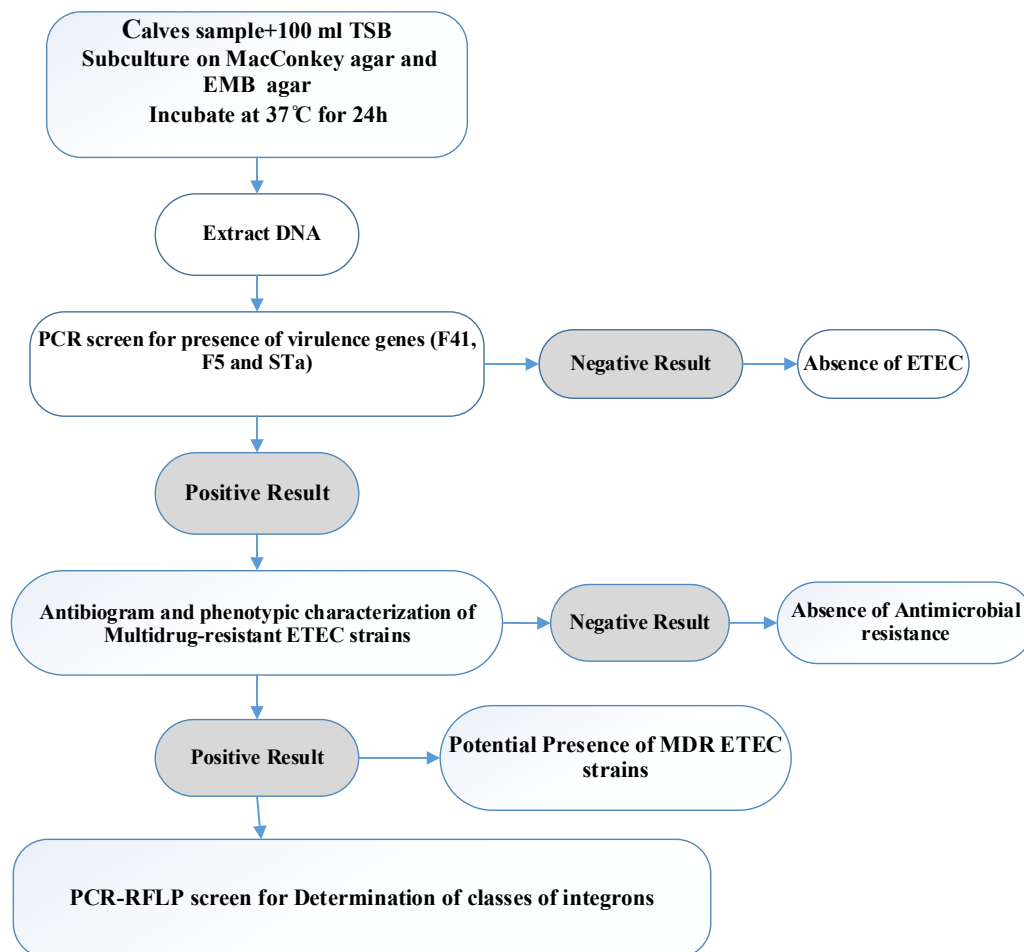 Calves sample+100 ml TSB
Subculture on MacConkey agar and
EMB agar
Incubate at 37℃ for 24h
Extract DNA
PCR screen for presence of virulence genes (F41,
F5 and STa)
Negative Result
Absence of ETEC
Positive Result
Antibiogram and phenotypic characterization of
Multidrug-resistant ETEC strains
Negative Result
Absence of Antimicrobial
resistance
Positive Result
Potential Presence of MDR ETEC
strains
PCR-RFLP screen for Determination of classes of integrons